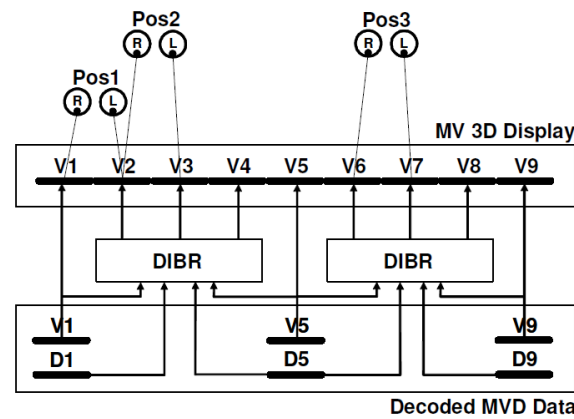 Pos2
Pos3
R L
R L
Pos1
R L
MV 3D Display
V1 V2 V3 V4 V5 V6 V7 V8 V9
DIBR DIBR
V1 V5 V9
D1 D5 D9
Decoded MVD Data